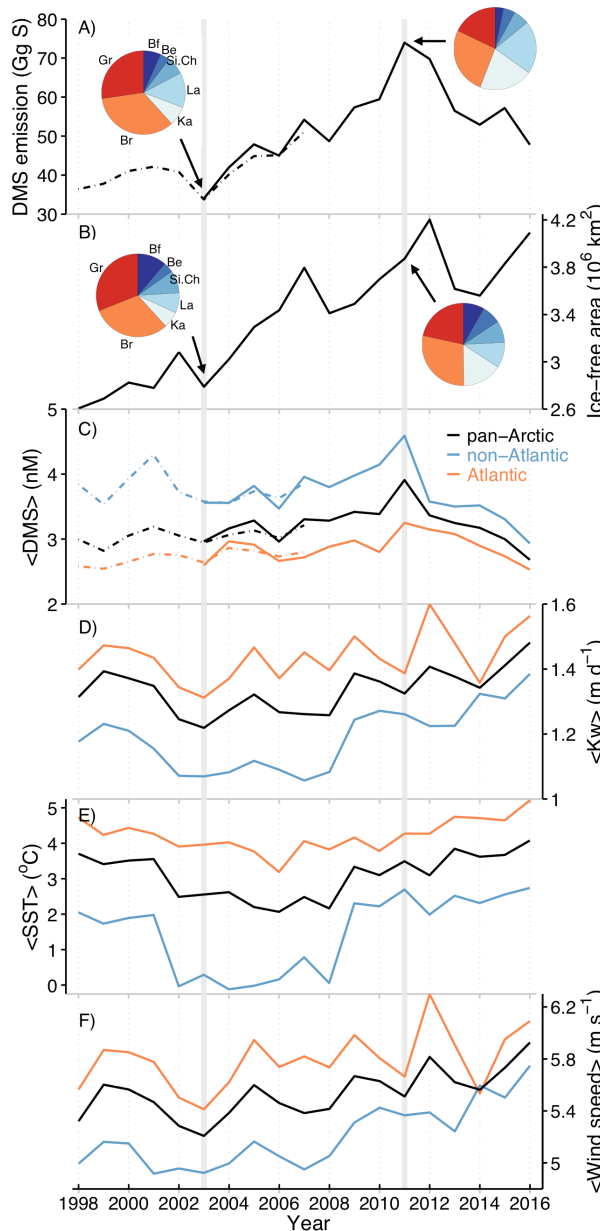 A)
DMS emission (Gg S)
80
70
60
50
40
30
Bf
Be
Si.Ch
La
Ka
Br
Gr
B)
Ice−free area (10⁶ km²)
4.2
3.8
3.4
3
2.6
Bf
Be
Si.Ch
La
Ka
Br
Gr
C)
<DMS> (nM)
5
4
3
2
pan−Arctic
non−Atlantic
Atlantic
D)
<Kw> (m d⁻¹)
1.6
1.4
1.2
1
E)
<SST> (°C)
5
4
3
2
1
0
F)
<Wind speed> (m s⁻¹)
6.2
5.8
5.4
5
1998 2000 2002 2004 2006 2008 2010 2012 2014 2016
Year